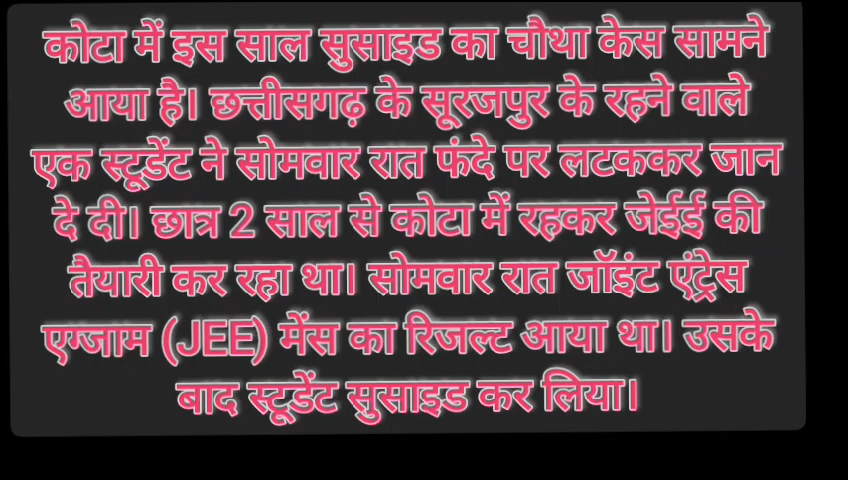 कोटा में इस साल सुसाइड का चौथा केस सामने
आया है। छत्तीसगढ़ के सूरजपुर के रहने वाले
एक स्टूडेंट ने सोमवार रात फंदे पर लटककर जान
दे दी। छात्र 2 साल से कोटा में रहकर जेईई की
तैयारी कर रहा था। सोमवार रात जॉइंट एंट्रेस
एग्जाम (JEE) मेंस का रिजल्ट आया था। उसके
बाद स्टूडेंट सुसाइड कर लिया।